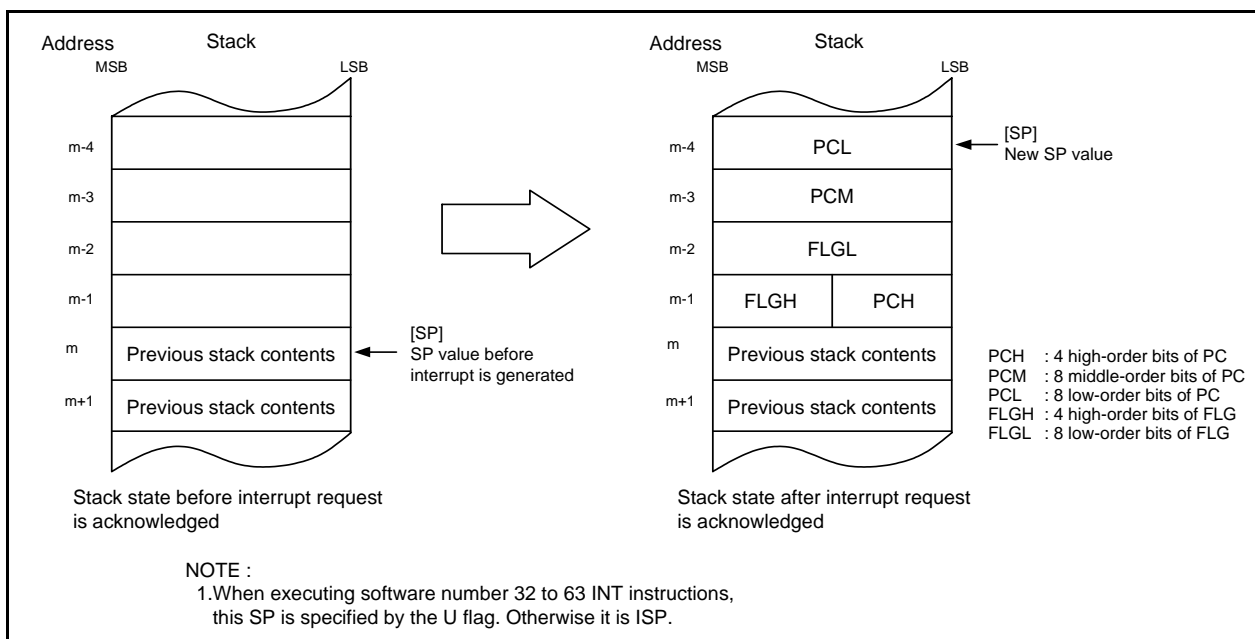 Address Stack
MSB LSB
m-4
m-3
m-2
m-1
m Previous stack contents
m+1 Previous stack contents
[SP]
SP value before
interrupt is generated
Stack state before interrupt request
is acknowledged
Address Stack
MSB LSB
m-4 PCL
m-3 PCM
m-2 FLGL
m-1 FLGH PCH
m Previous stack contents
m+1 Previous stack contents
[SP]
New SP value
PCH : 4 high-order bits of PC
PCM : 8 middle-order bits of PC
PCL : 8 low-order bits of PC
FLGH : 4 high-order bits of FLG
FLGL : 8 low-order bits of FLG
Stack state after interrupt request
is acknowledged
NOTE :
1.When executing software number 32 to 63 INT instructions,
this SP is specified by the U flag. Otherwise it is ISP.